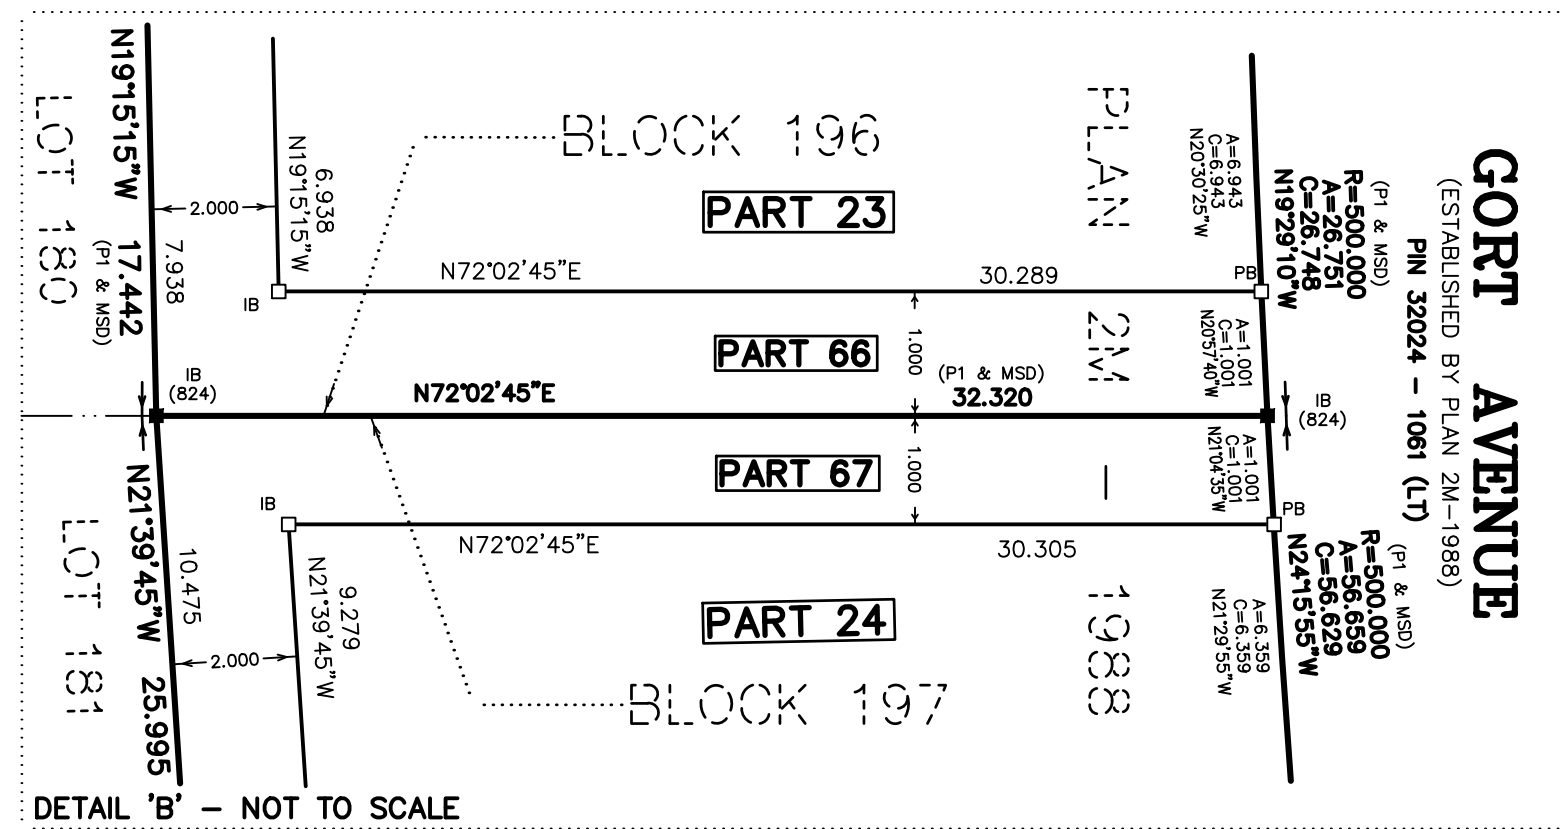 GORT AVENUE
(ESTABLISHED BY PLAN 2M-1988)
PIN 32024 - 1061 (LT)
(P1 & MSD)
R=500.000
A=26.751
C=26.748
N19°29'10"W
(P1 & MSD)
R=500.000
A=56.659
C=56.629
N24°15'55"W
A=6.943
C=6.943
N20°30'25"W
A=1.001
C=1.001
N20°57'40"W
A=1.001
C=1.001
N21°04'35"W
A=6.359
C=6.359
N21°29'55"W
PLAN 2M - 1988
BLOCK 196
PART 23
N72°02'45"E 30.289
PB
IB
PART 66
1.000
N72°02'45"E
(P1 & MSD)
32.320
IB
(824)
IB
(824)
PART 67
1.000
IB
PB
N72°02'45"E 30.305
PART 24
BLOCK 197
6.938
N19°15'15"W
2.000
9.279
N21°39'45"W
2.000
7.938
10.475
N19°15'15"W 17.442
(P1 & MSD)
N21°39'45"W 25.995
LOT 180
LOT 181
DETAIL 'B' - NOT TO SCALE